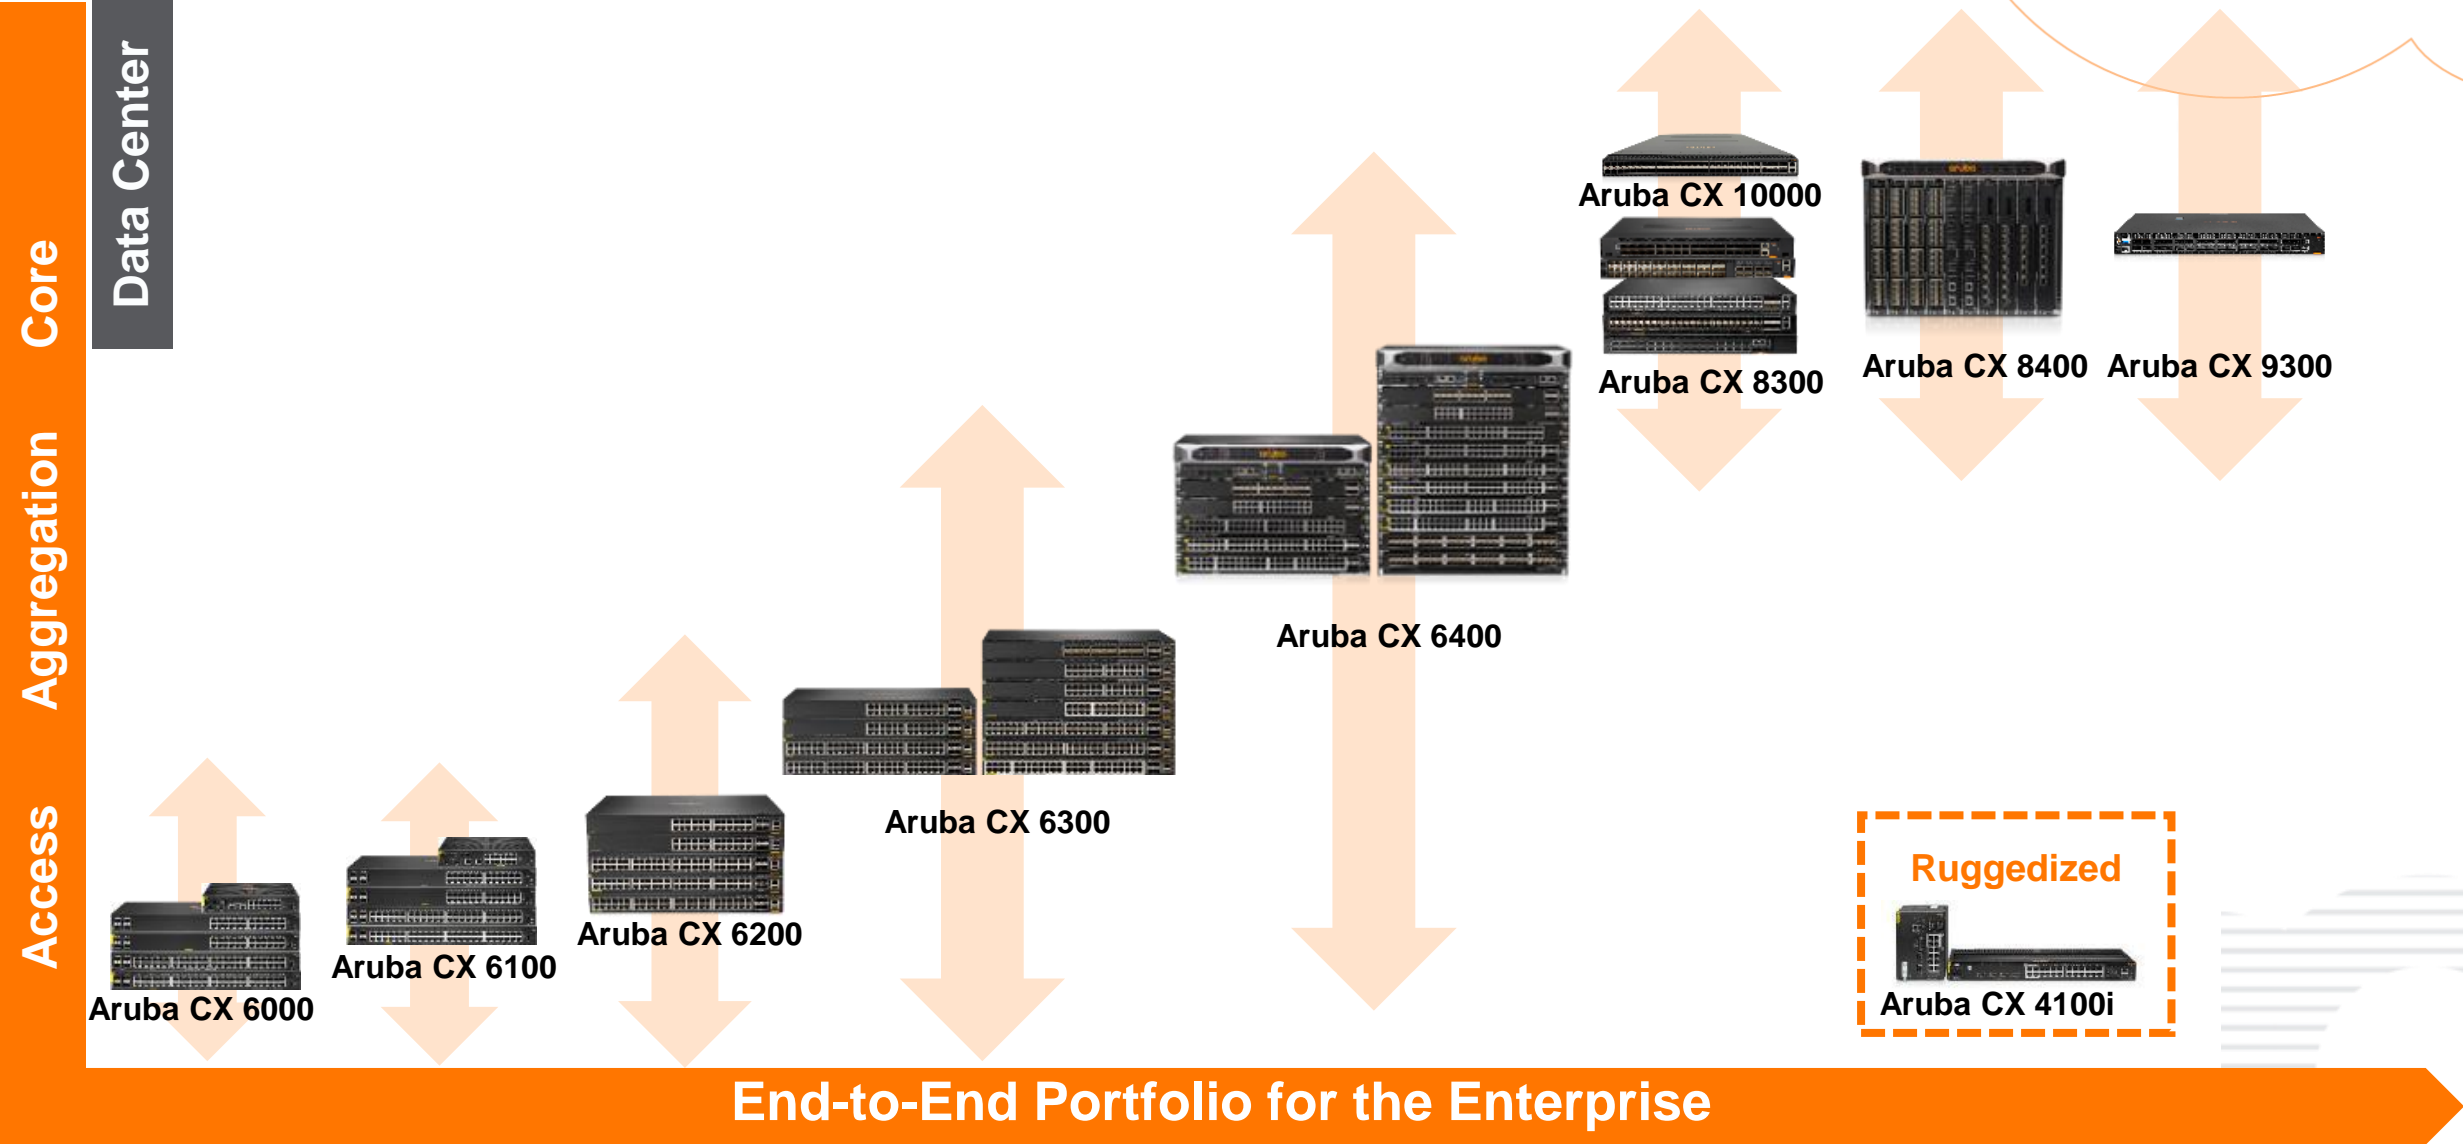 Data Center
Core
Aggregation
Access
Aruba CX 10000
Aruba CX 8300
Aruba CX 8400
Aruba CX 9300
Aruba CX 6400
Aruba CX 6300
Aruba CX 6200
Aruba CX 6100
Aruba CX 6000
Ruggedized
Aruba CX 4100i
End-to-End Portfolio for the Enterprise